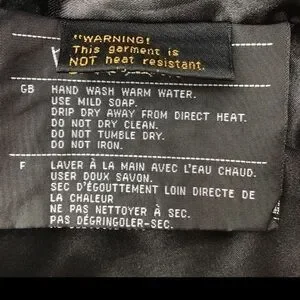 "WARNING!
This garment is
NOT heat resistant.
GB HAND WASH WARM WATER.
USE MILD SOAP.
DRIP DRY AWAY FROM DIRECT HEAT.
DO NOT DRY CLEAN.
DO NOT TUMBLE DRY.
DO NOT IRON.
F LAVER À LA MAIN AVEC L'EAU CHAUD.
USER DOUX SAVON.
SEC D'ÉGOUTTEMENT LOIN DIRECTE DE
LA CHALEUR
NE PAS NETTOYER À SEC.
PAS DÉGRINGOLER-SEC.